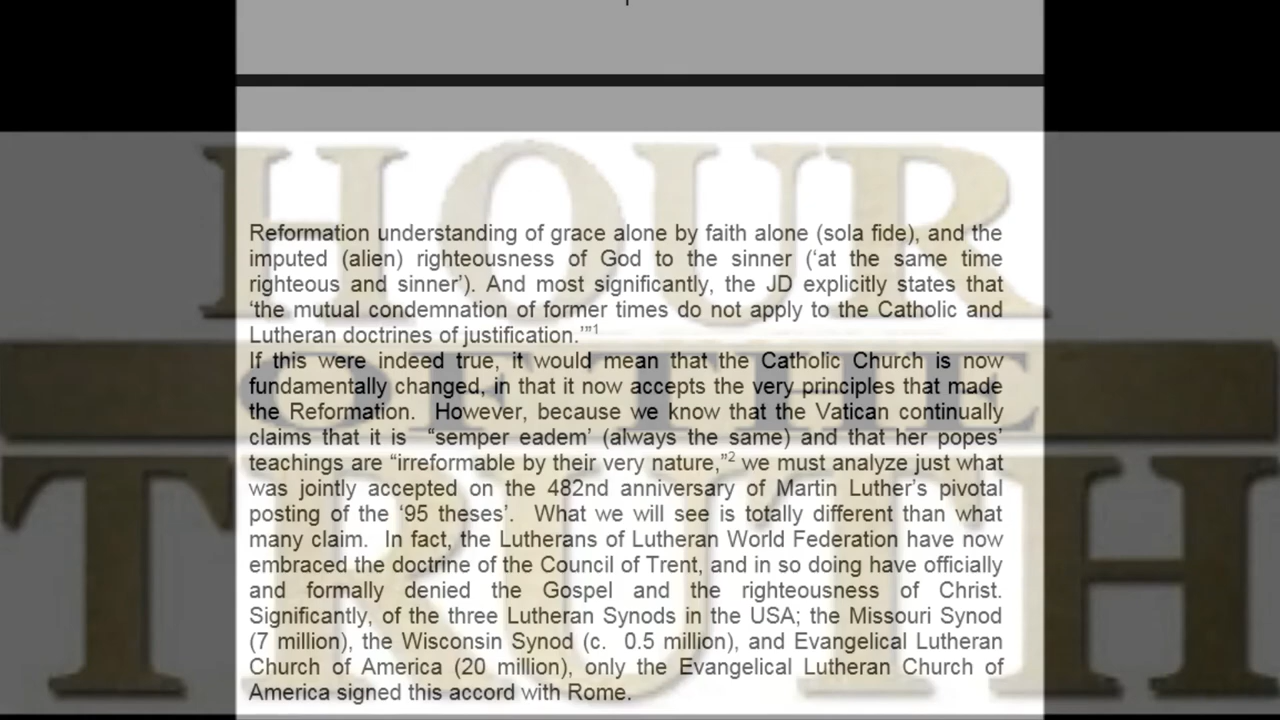 HOUR
OF THE
TRUTH
Reformation understanding of grace alone by faith alone (sola fide), and the
imputed (alien) righteousness of God to the sinner (‘at the same time
righteous and sinner’). And most significantly, the JD explicitly states that
‘the mutual condemnation of former times do not apply to the Catholic and
Lutheran doctrines of justification.’”1
If this were indeed true, it would mean that the Catholic Church is now
fundamentally changed, in that it now accepts the very principles that made
the Reformation. However, because we know that the Vatican continually
claims that it is “semper eadem’ (always the same) and that her popes’
teachings are “irreformable by their very nature,”2 we must analyze just what
was jointly accepted on the 482nd anniversary of Martin Luther’s pivotal
posting of the ‘95 theses’. What we will see is totally different than what
many claim. In fact, the Lutherans of Lutheran World Federation have now
embraced the doctrine of the Council of Trent, and in so doing have officially
and formally denied the Gospel and the righteousness of Christ.
Significantly, of the three Lutheran Synods in the USA; the Missouri Synod
(7 million), the Wisconsin Synod (c. 0.5 million), and Evangelical Lutheran
Church of America (20 million), only the Evangelical Lutheran Church of
America signed this accord with Rome.